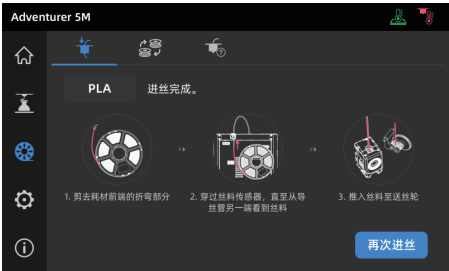 Adventurer 5M
PLA 进丝完成。
1. 剪去耗材前端的折弯部分
2. 穿过丝料传感器，直至从导
丝管另一端看到丝料
3. 推入丝料至送丝轮
再次进丝